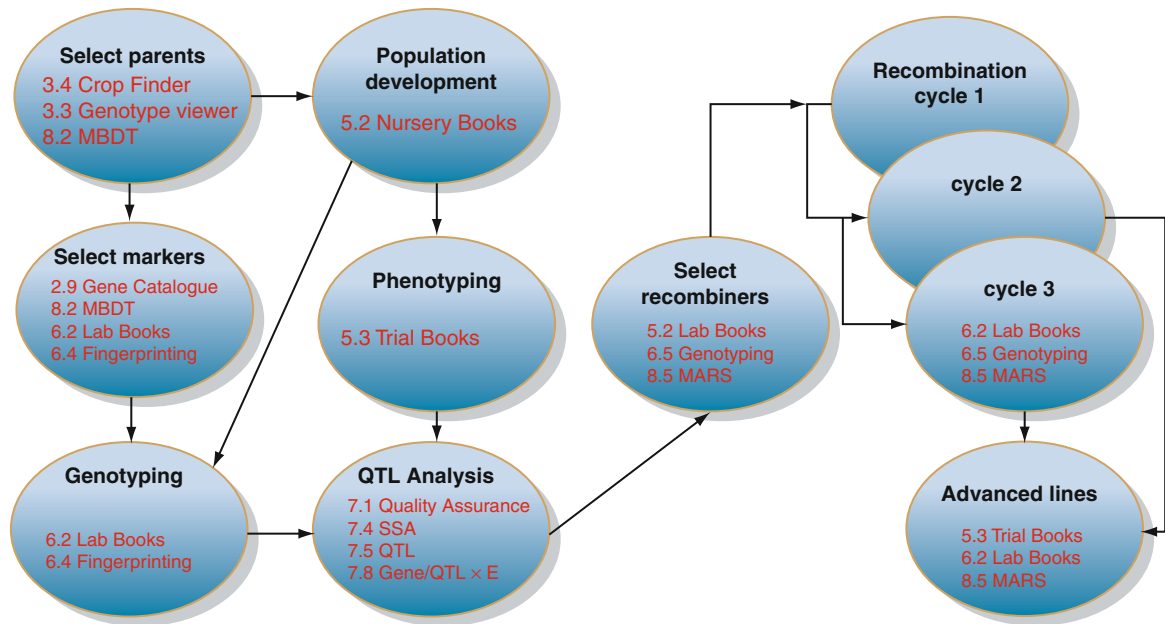 Select parents
3.4 Crop Finder
3.3 Genotype viewer
8.2 MBDT
Population
development
5.2 Nursery Books
Select markers
2.9 Gene Catalogue
8.2 MBDT
6.2 Lab Books
6.4 Fingerprinting
Phenotyping
5.3 Trial Books
Genotyping
6.2 Lab Books
6.4 Fingerprinting
QTL Analysis
7.1 Quality Assurance
7.4 SSA
7.5 QTL
7.8 Gene/QTL × E
Select
recombiners
5.2 Lab Books
6.5 Genotyping
8.5 MARS
Recombination
cycle 1
cycle 2
cycle 3
6.2 Lab Books
6.5 Genotyping
8.5 MARS
Advanced lines
5.3 Trial Books
6.2 Lab Books
8.5 MARS